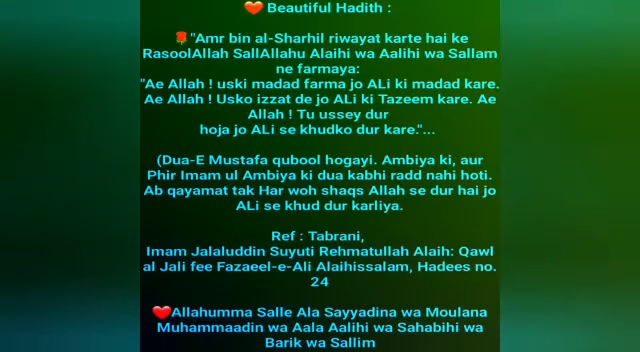 ❤ Beautiful Hadith :
🌹"Amr bin al-Sharhil riwayat karte hai ke
RasoolAllah SallAllahu Alaihi wa Aalihi wa Sallam
ne farmaya:
"Ae Allah ! uski madad farma jo ALi ki madad kare.
Ae Allah ! Usko izzat de jo ALi ki Tazeem kare. Ae
Allah ! Tu ussey dur
hoja jo ALi se khudko dur kare."...
(Dua-E Mustafa qubool hogayi. Ambiya ki, aur
Phir Imam ul Ambiya ki dua kabhi radd nahi hoti.
Ab qayamat tak Har woh shaqs Allah se dur hai jo
ALi se khud dur karliya.
Ref : Tabrani,
Imam Jalaluddin Suyuti Rehmatullah Alaih: Qawl
al Jali fee Fazaeel-e-Ali Alaihissalam, Hadees no.
24
❤Allahumma Salle Ala Sayyadina wa Moulana
Muhammaadin wa Aala Aalihi wa Sahabihi wa
Barik wa Sallim